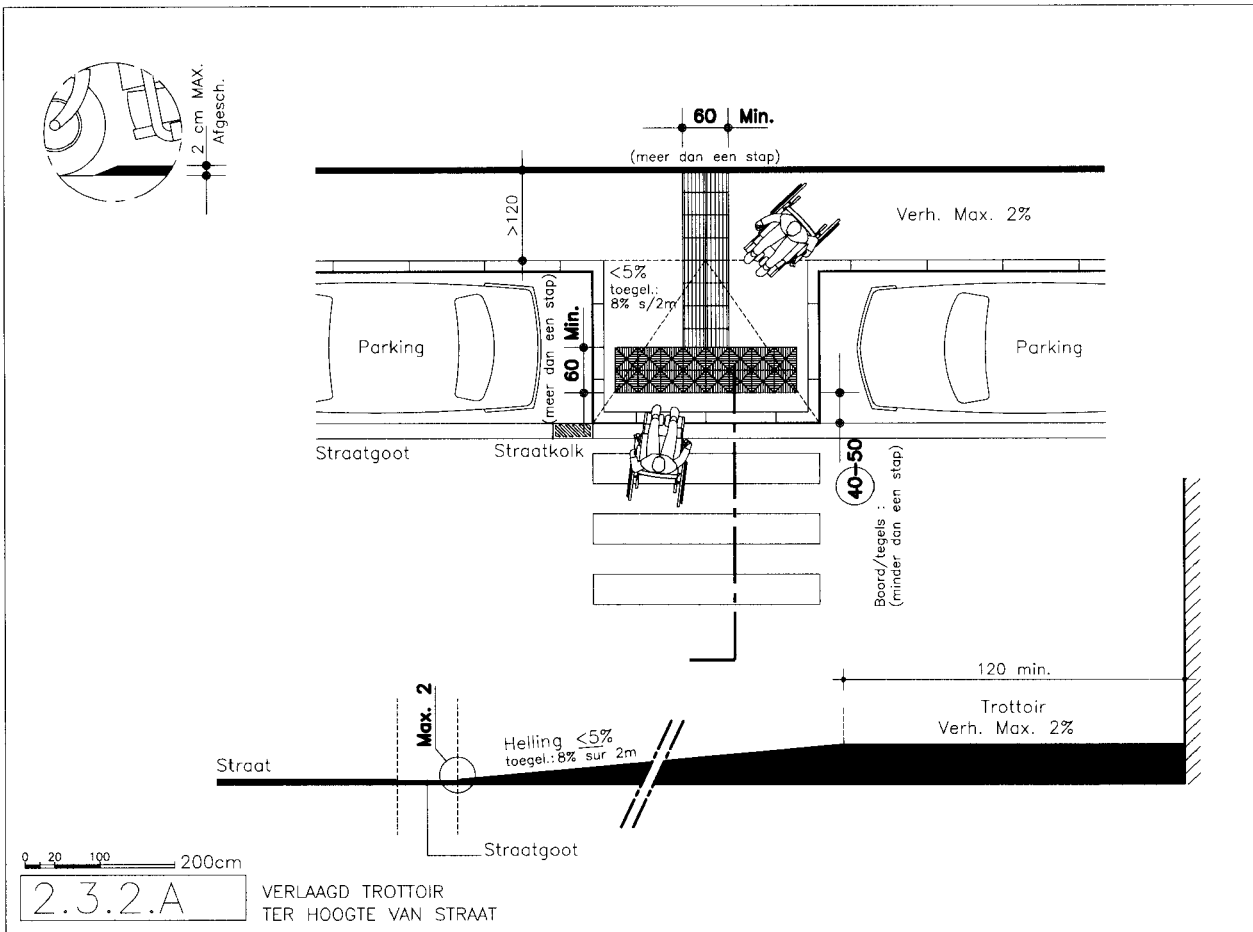 2 cm MAX.
Afgesch.
60 Min.
(meer dan een stap)
>120
Verh. Max. 2%
<5%
toegel.:
8% s/2m
(meer dan een stap)
60 Min.
Parking
Parking
Straatgoot
Straatkolk
40-50
Boord/tegels :
(minder dan een stap)
120 min.
Trottoir
Verh. Max. 2%
Max. 2
Helling <5%
toegel.:8% sur 2m
Straat
Straatgoot
0 20 100 200cm
2.3.2.A
VERLAAGD TROTTOIR
TER HOOGTE VAN STRAAT